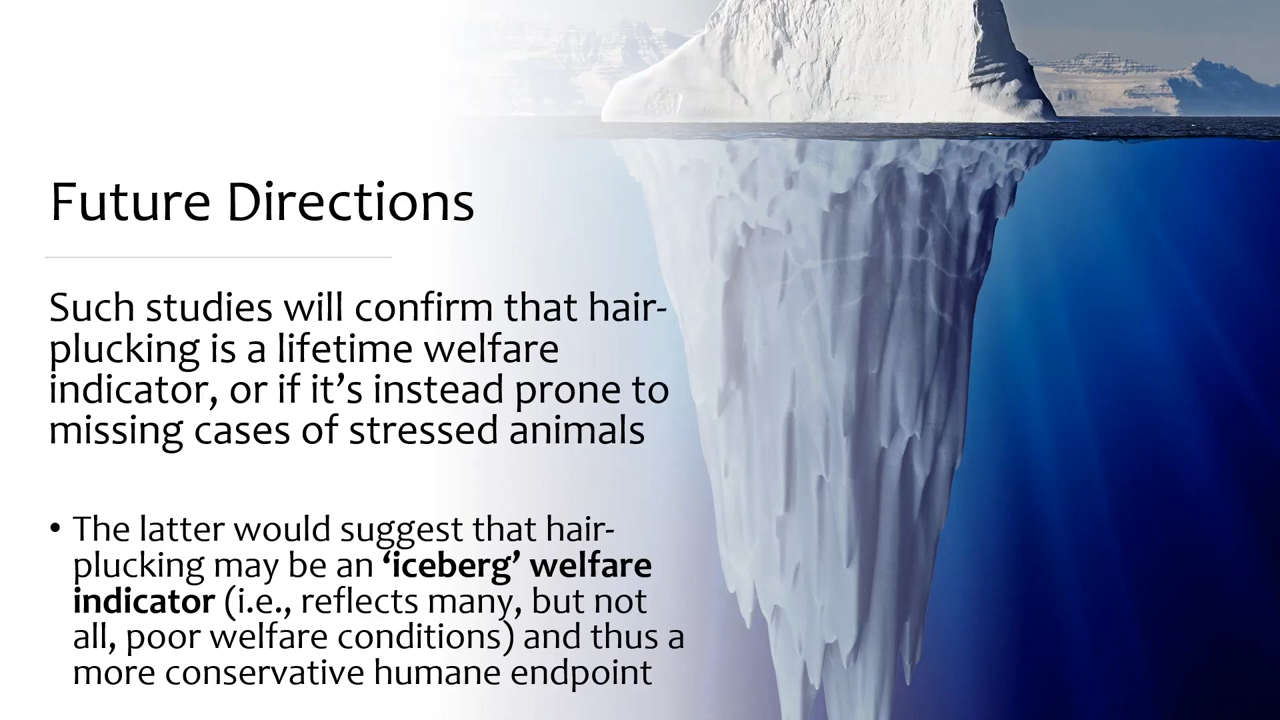 Future Directions
Such studies will confirm that hair-
plucking is a lifetime welfare
indicator, or if it’s instead prone to
missing cases of stressed animals
• The latter would suggest that hair-
plucking may be an ‘iceberg’ welfare
indicator (i.e., reflects many, but not
all, poor welfare conditions) and thus a
more conservative humane endpoint